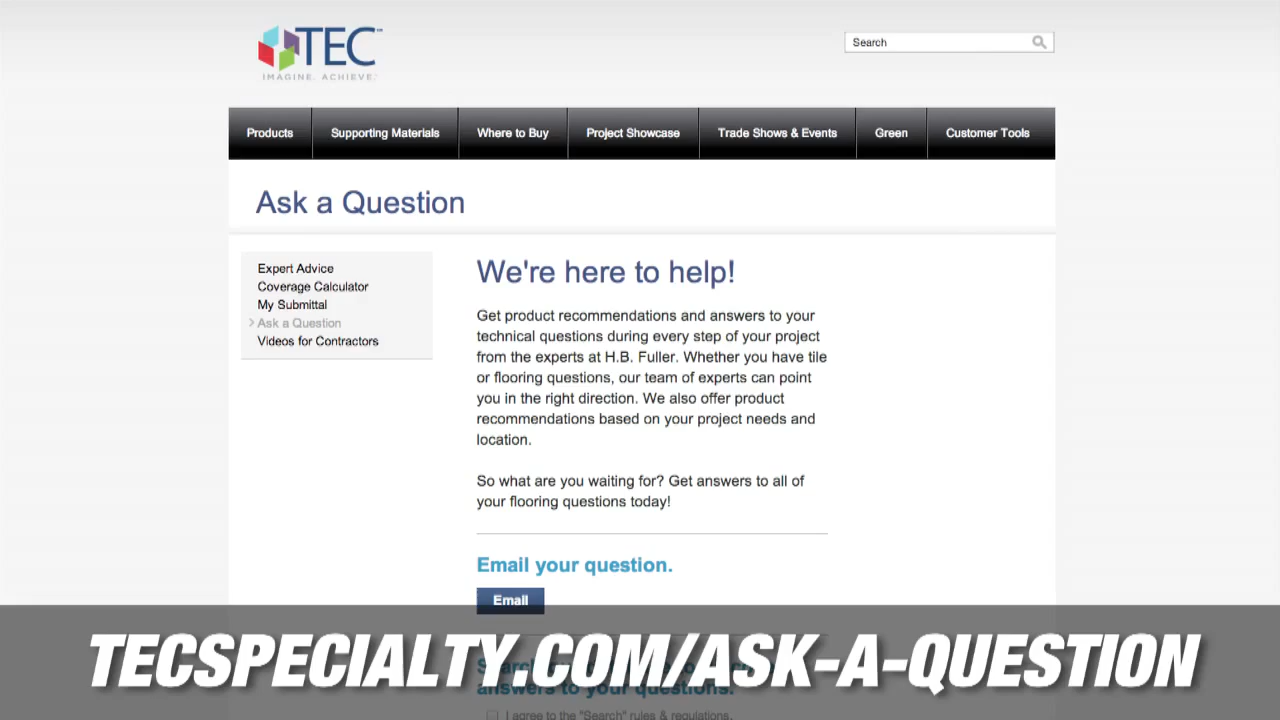 TEC™
IMAGINE. ACHIEVE.
Search
Products
Supporting Materials
Where to Buy
Project Showcase
Trade Shows & Events
Green
Customer Tools
Ask a Question
Expert Advice
Coverage Calculator
My Submittal
Ask a Question
Videos for Contractors
We're here to help!
Get product recommendations and answers to your
technical questions during every step of your project
from the experts at H.B. Fuller. Whether you have tile
or flooring questions, our team of experts can point
you in the right direction. We also offer product
recommendations based on your project needs and
location.
So what are you waiting for? Get answers to all of
your flooring questions today!
Email your question.
Email
answers to your questions.
I agree to the "Search" rules & regulations.
TECSPECIALTY.COM/ASK-A-QUESTION